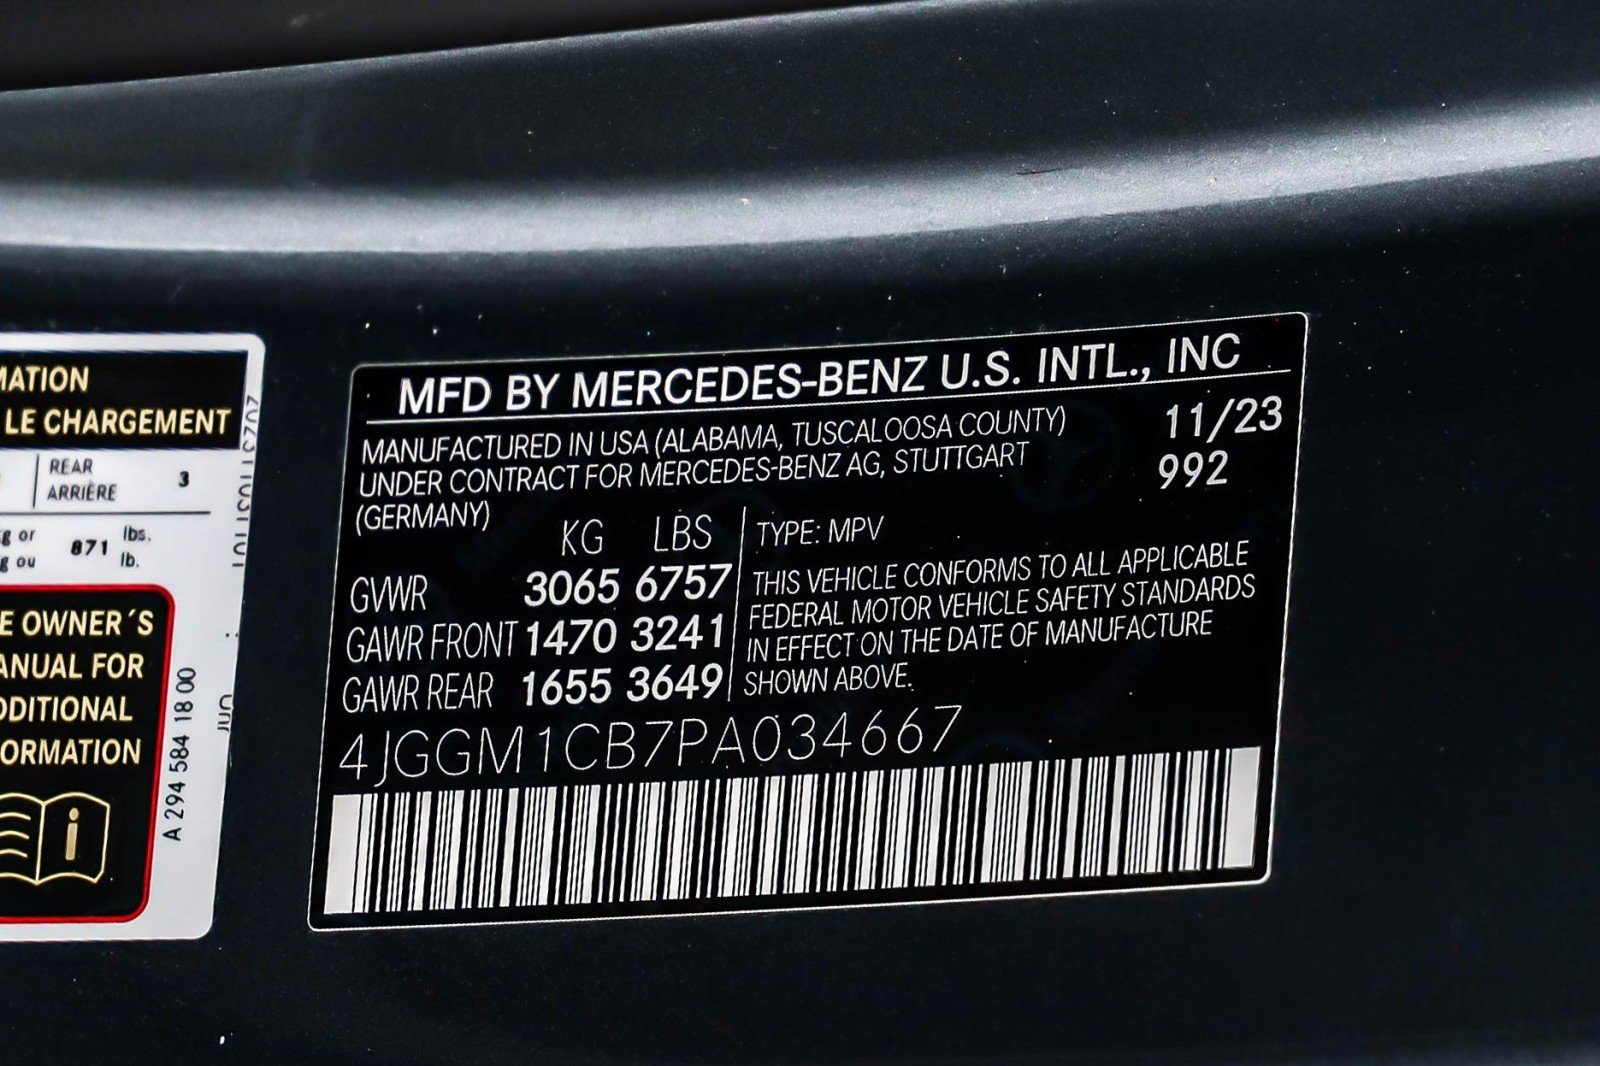 MATION
LE CHARGEMENT
REAR 3
ARRIÈRE
g or 871 lbs.
g ou lb.
E OWNER´S
ANUAL FOR
DDITIONAL
FORMATION
i
A 294 584 18 00
MFD BY MERCEDES-BENZ U.S. INTL., INC
MANUFACTURED IN USA (ALABAMA, TUSCALOOSA COUNTY) 11/23
UNDER CONTRACT FOR MERCEDES-BENZ AG, STUTTGART 992
(GERMANY)
KG LBS
GVWR 3065 6757
GAWR FRONT 1470 3241
GAWR REAR 1655 3649
TYPE: MPV
THIS VEHICLE CONFORMS TO ALL APPLICABLE
FEDERAL MOTOR VEHICLE SAFETY STANDARDS
IN EFFECT ON THE DATE OF MANUFACTURE
SHOWN ABOVE.
4JGGM1CB7PA034667